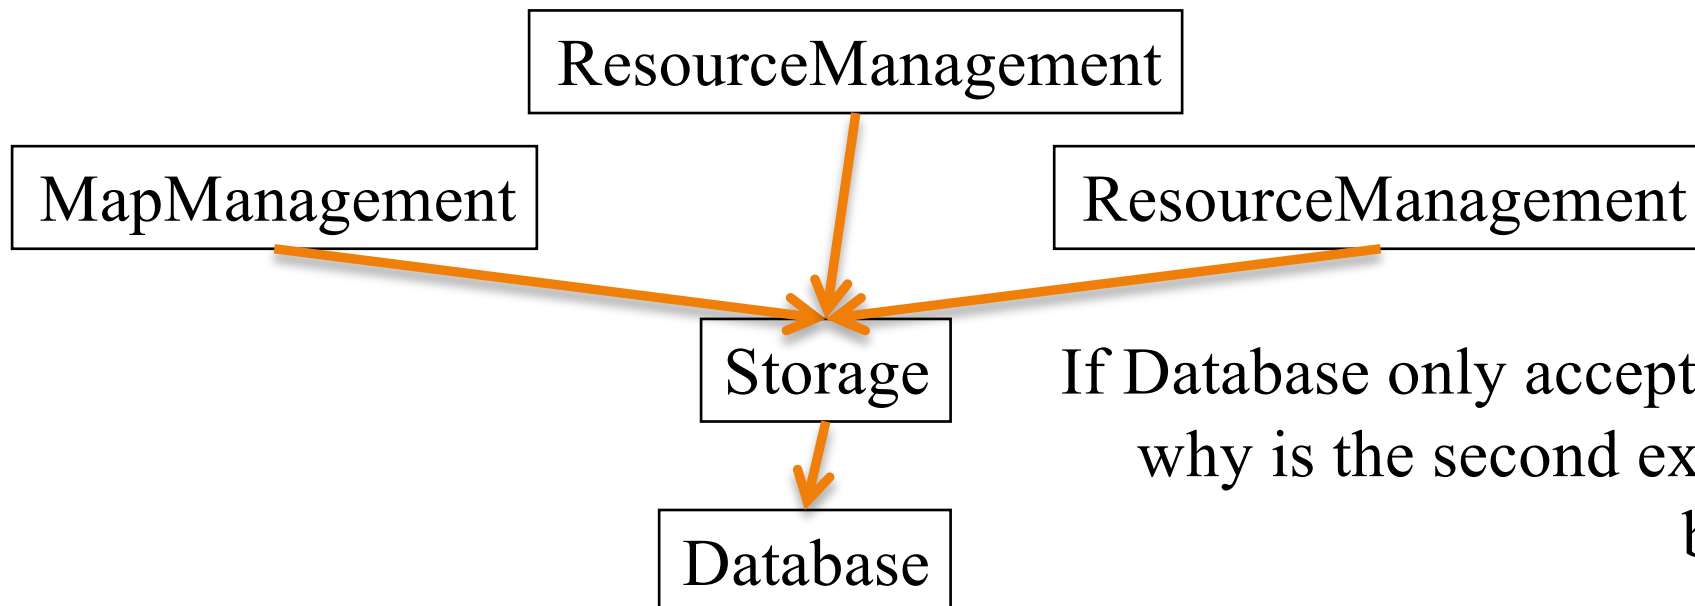 ResourceManagement
MapManagement
ResourceManagement
Storage
If Database only accept
why is the second ex
Database